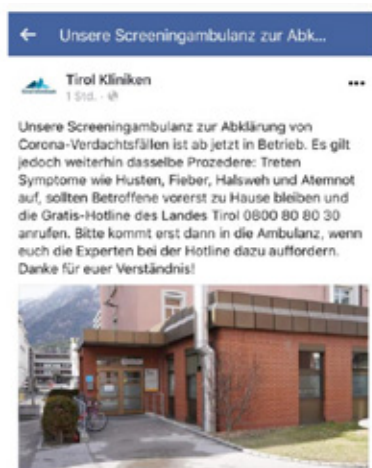 Unsere Screeningambulanz zur Abk...
Tirol Kliniken
1 Std. ·
Unsere Screeningambulanz zur Abklärung von
Corona-Verdachtsfällen ist ab jetzt in Betrieb. Es gilt
jedoch weiterhin dasselbe Prozedere: Treten
Symptome wie Husten, Fieber, Halsweh und Atemnot
auf, sollten Betroffene vorerst zu Hause bleiben und
die Gratis-Hotline des Landes Tirol 0800 80 80 30
anrufen. Bitte kommt erst dann in die Ambulanz, wenn
euch die Experten bei der Hotline dazu auffordern.
Danke für euer Verständnis!